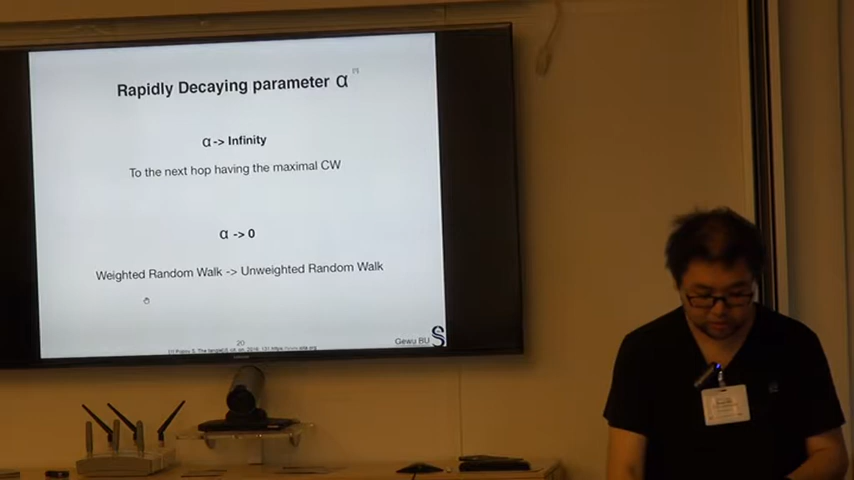 Rapidly Decaying parameter α
α-> Infinity
To the next hop having the maximal CW
α -> 0
Weighted Random Walk -> Unweighted Random Walk
20
Gewu BU